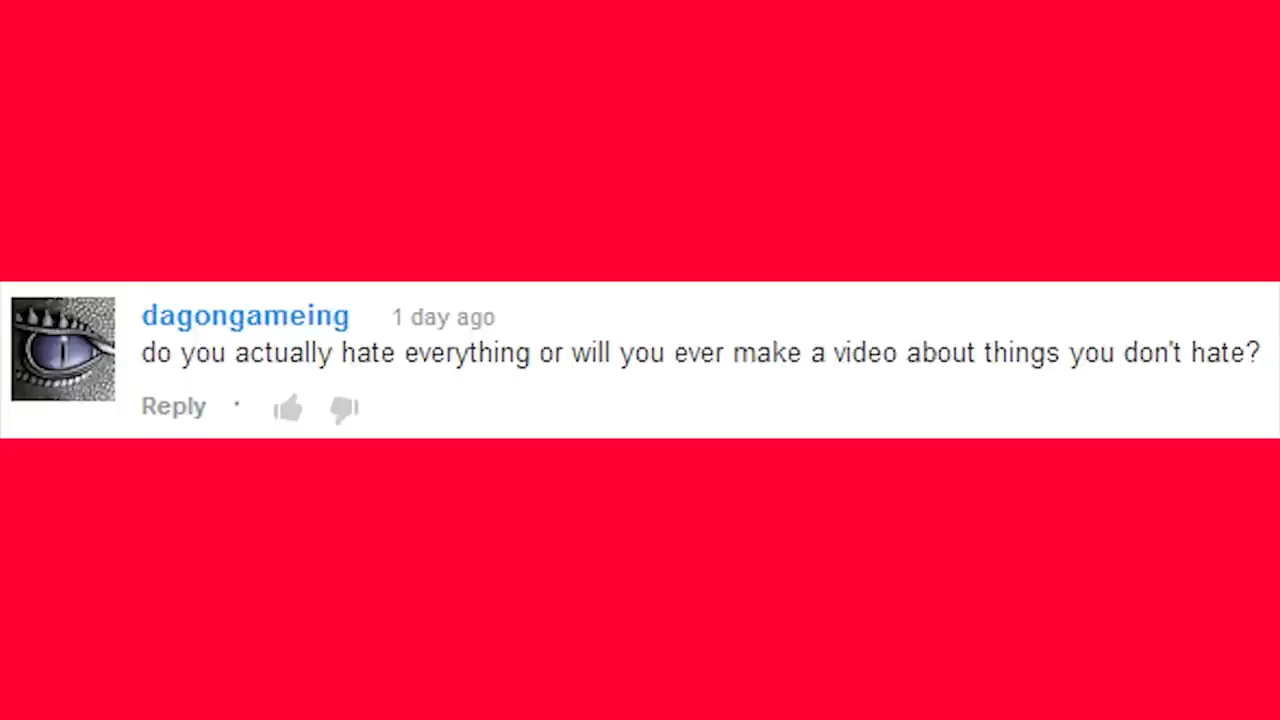 dagongameing 1 day ago
do you actually hate everything or will you ever make a video about things you don't hate?
Reply ·